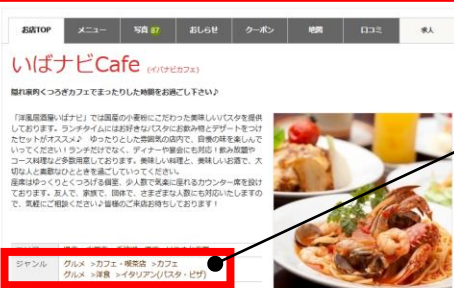 お店TOP
メニュー
写真 87
おしらせ
クーポン
地図
口コミ
求人
いばナビCafe (イバナビカフェ)
隠れ家的くつろぎカフェでまったりした時間をお過ごし下さい♪
「洋風居酒屋いばナビ」では国産の小麦粉にこだわった美味しいパスタを提供
しております。ランチタイムにはお好きなパスタにお飲み物とデザートをつけ
たセットがオススメ♪ ゆったりとした雰囲気の店内で、自慢の味を楽しんで
いってください！ランチだけでなく、ディナーや宴会にも対応！飲み放題や
コース料理など多数用意しております。美味しい料理と、美味しいお酒で、大
切な人と素敵なひとときを過ごしていってください。
座席はゆっくりとくつろげる個室、少人数で気楽に座れるカウンター席を設け
ております。友人で、家族で、団体で、さまざまな人数にも対応いたしますの
で、気軽にご相談ください♪皆様のご来店お待ちしております！
ジャンル
グルメ >カフェ・喫茶店 >カフェ
グルメ >洋食 >イタリアン(パスタ・ピザ)